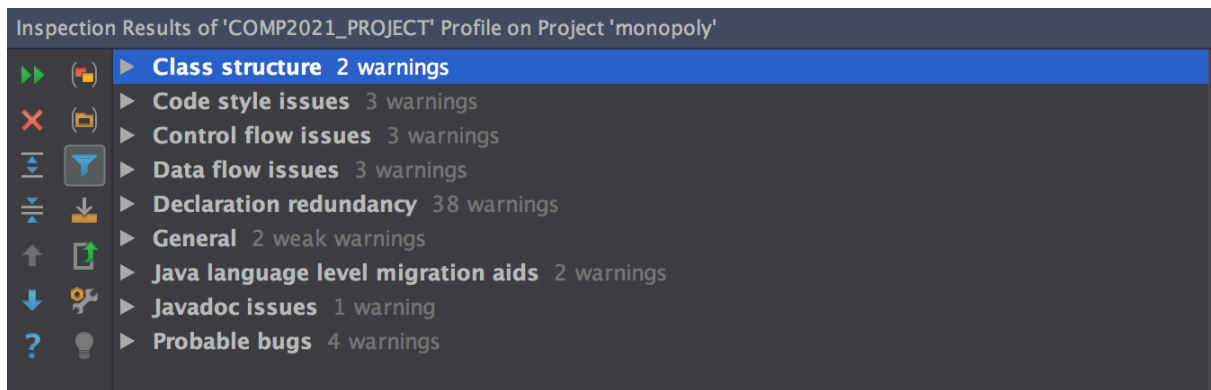 Inspection Results of 'COMP2021_PROJECT' Profile on Project 'monopoly'
Class structure 2 warnings
Code style issues 3 warnings
Control flow issues 3 warnings
Data flow issues 3 warnings
Declaration redundancy 38 warnings
General 2 weak warnings
Java language level migration aids 2 warnings
Javadoc issues 1 warning
Probable bugs 4 warnings